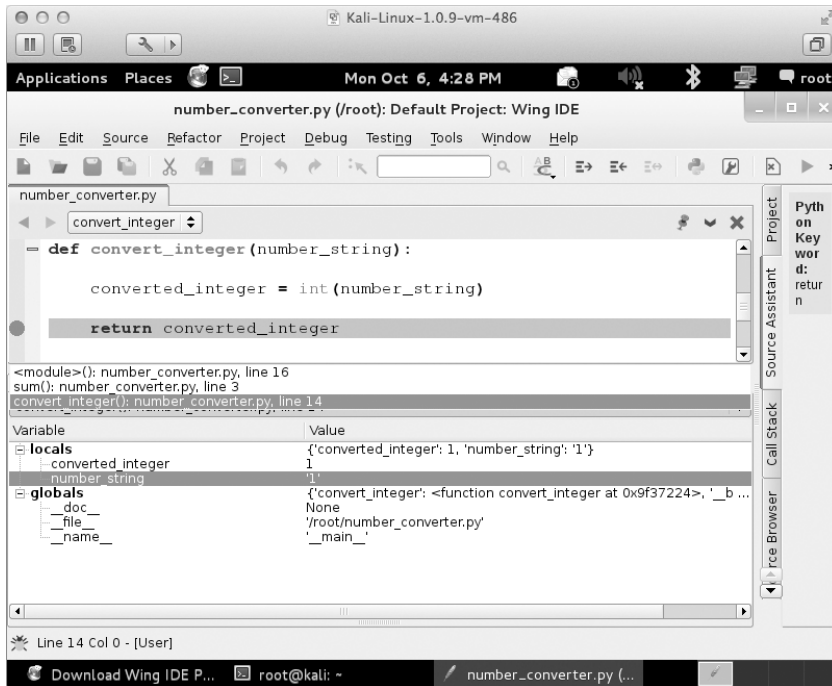 Kali-Linux-1.0.9-vm-486
Applications Places Mon Oct 6, 4:28 PM root
number_converter.py (/root): Default Project: Wing IDE
File Edit Source Refactor Project Debug Testing Tools Window Help
number_converter.py
convert_integer
def convert_integer(number_string):
converted_integer = int(number_string)
return converted_integer
<module>(): number_converter.py, line 16
sum(): number_converter.py, line 3
convert_integer(): number_converter.py, line 14
Variable Value
locals {'converted_integer': 1, 'number_string': '1'}
converted_integer 1
number_string '1'
globals {'convert_integer': <function convert_integer at 0x9f37224>, '__b ...
__doc__ None
__file__ '/root/number_converter.py'
__name__ '__main__'
Project
Source Assistant
Call Stack
rce Browser
Pyth
on
Key
wor
d:
retur
n
Line 14 Col 0 - [User]
Download Wing IDE P... root@kali: ~ number_converter.py (...